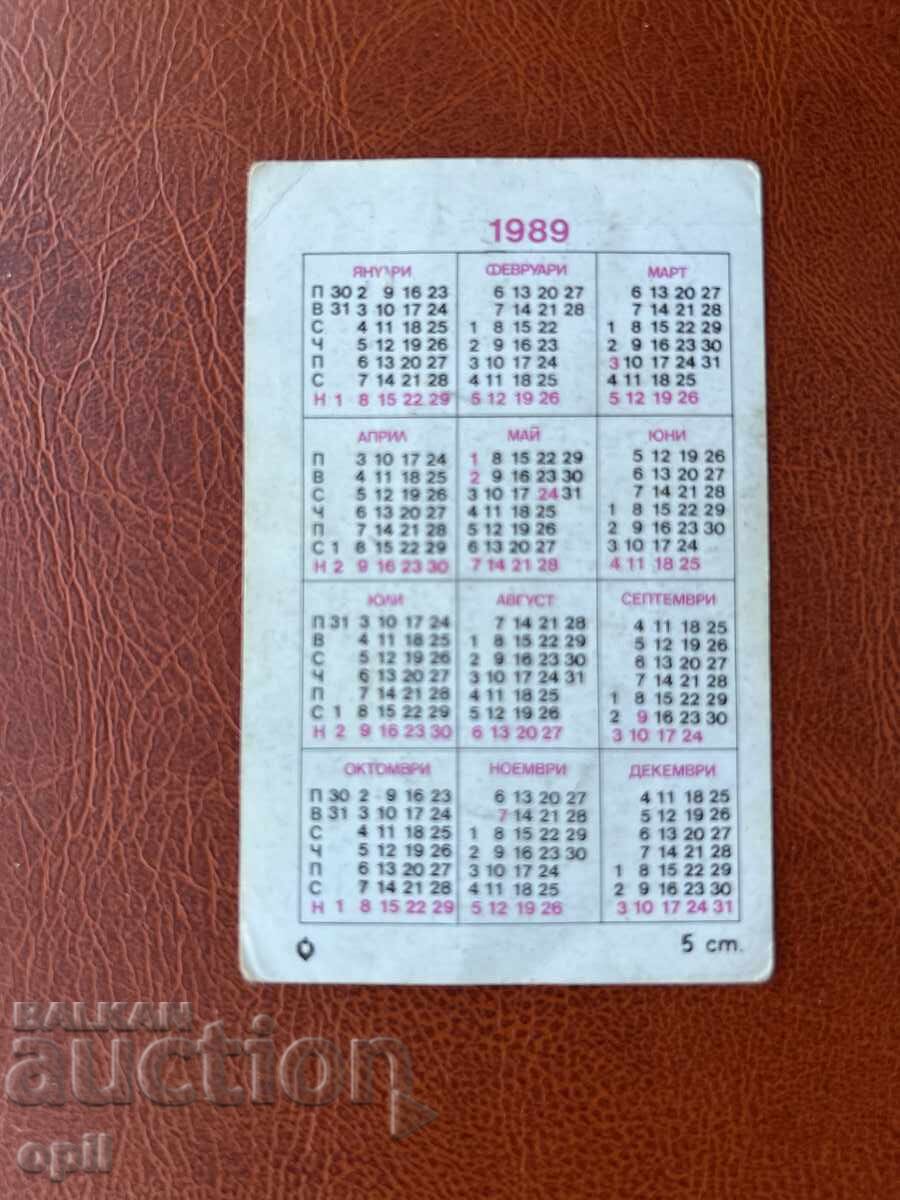 1989
ЯНУАРИ ФЕВРУАРИ МАРТ
П 30 2 9 16 23 6 13 20 27 6 13 20 27
В 31 3 10 17 24 7 14 21 28 7 14 21 28
С 4 11 18 25 1 8 15 22 1 8 15 22 29
Ч 5 12 19 26 2 9 16 23 2 9 16 23 30
П 6 13 20 27 3 10 17 24 3 10 17 24 31
С 7 14 21 28 4 11 18 25 4 11 18 25
Н 1 8 15 22 29 5 12 19 26 5 12 19 26
АПРИЛ МАЙ ЮНИ
П 3 10 17 24 1 8 15 22 29 5 12 19 26
В 4 11 18 25 2 9 16 23 30 6 13 20 27
С 5 12 19 26 3 10 17 24 31 7 14 21 28
Ч 6 13 20 27 4 11 18 25 1 8 15 22 29
П 7 14 21 28 5 12 19 26 2 9 16 23 30
С 1 8 15 22 29 6 13 20 27 3 10 17 24
Н 2 9 16 23 30 7 14 21 28 4 11 18 25
ЮЛИ АВГУСТ СЕПТЕМВРИ
П 31 3 10 17 24 7 14 21 28 4 11 18 25
В 4 11 18 25 1 8 15 22 29 5 12 19 26
С 5 12 19 26 2 9 16 23 30 6 13 20 27
Ч 6 13 20 27 3 10 17 24 31 7 14 21 28
П 7 14 21 28 4 11 18 25 1 8 15 22 29
С 1 8 15 22 29 5 12 19 26 2 9 16 23 30
Н 2 9 16 23 30 6 13 20 27 3 10 17 24
ОКТОМВРИ НОЕМВРИ ДЕКЕМВРИ
П 30 2 9 16 23 6 13 20 27 4 11 18 25
В 31 3 10 17 24 7 14 21 28 5 12 19 26
С 4 11 18 25 1 8 15 22 29 6 13 20 27
Ч 5 12 19 26 2 9 16 23 30 7 14 21 28
П 6 13 20 27 3 10 17 24 1 8 15 22 29
С 7 14 21 28 4 11 18 25 2 9 16 23 30
Н 1 8 15 22 29 5 12 19 26 3 10 17 24 31
5 ст.
BALKAN
auction
opil